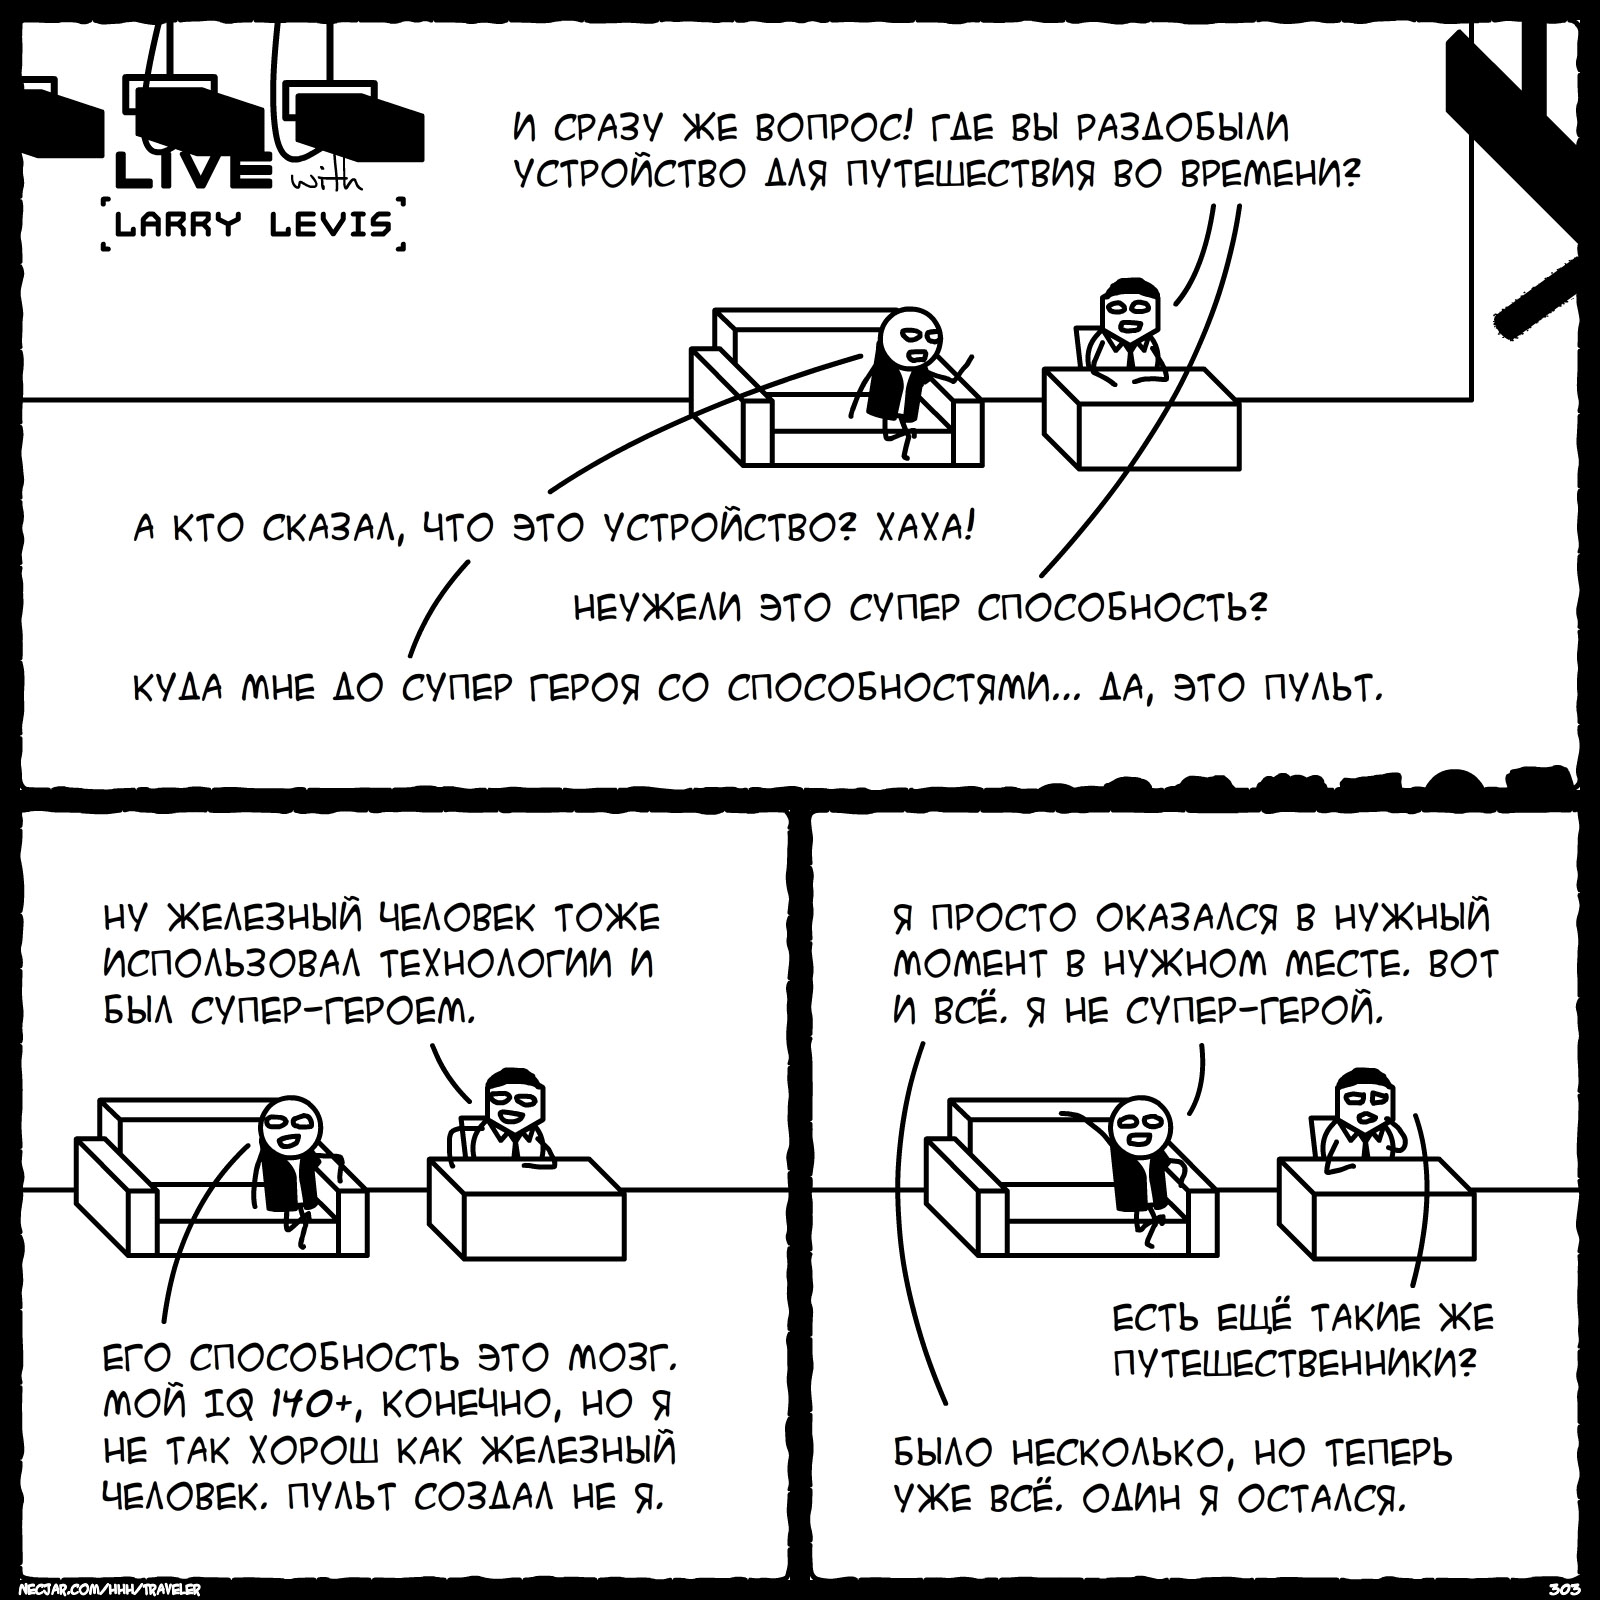 LIVE with
LARRY LEVIS
И СРАЗУ ЖЕ ВОПРОС! ГДЕ ВЫ РАЗДОБЫЛИ
УСТРОЙСТВО ДЛЯ ПУТЕШЕСТВИЯ ВО ВРЕМЕНИ?
А КТО СКАЗАЛ, ЧТО ЭТО УСТРОЙСТВО? ХАХА!
НЕУЖЕЛИ ЭТО СУПЕР СПОСОБНОСТЬ?
КУДА МНЕ ДО СУПЕР ГЕРОЯ СО СПОСОБНОСТЯМИ... ДА, ЭТО ПУЛЬТ.
НУ ЖЕЛЕЗНЫЙ ЧЕЛОВЕК ТОЖЕ
ИСПОЛЬЗОВАЛ ТЕХНОЛОГИИ И
БЫЛ СУПЕР-ГЕРОЕМ.
ЕГО СПОСОБНОСТЬ ЭТО МОЗГ.
МОЙ IQ 140+, КОНЕЧНО, НО Я
НЕ ТАК ХОРОШ КАК ЖЕЛЕЗНЫЙ
ЧЕЛОВЕК. ПУЛЬТ СОЗДАЛ НЕ Я.
Я ПРОСТО ОКАЗАЛСЯ В НУЖНЫЙ
МОМЕНТ В НУЖНОМ МЕСТЕ. ВОТ
И ВСЁ. Я НЕ СУПЕР-ГЕРОЙ.
ЕСТЬ ЕЩЁ ТАКИЕ ЖЕ
ПУТЕШЕСТВЕННИКИ?
БЫЛО НЕСКОЛЬКО, НО ТЕПЕРЬ
УЖЕ ВСЁ. ОДИН Я ОСТАЛСЯ.
NECJAR.COM/HHH/TRAVELER
303